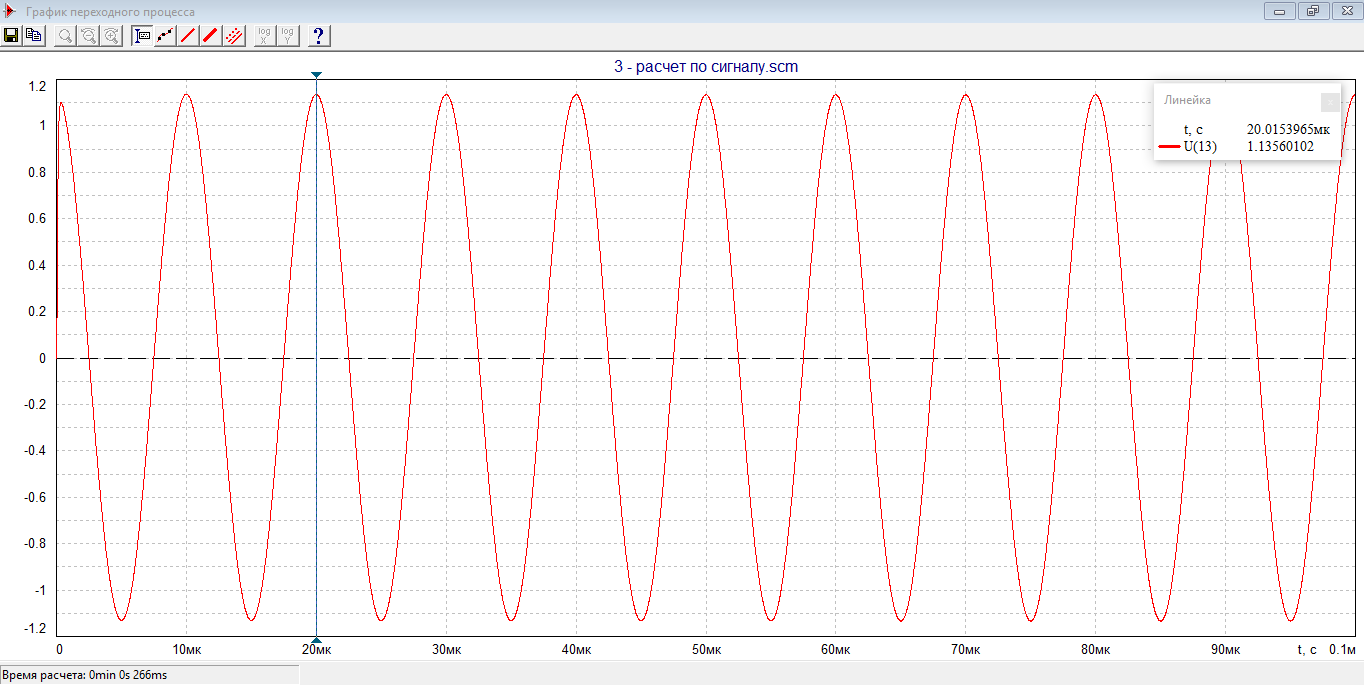 График переходного процесса
log X
log Y
?
3 - расчет по сигналу.scm
Линейка
t, с 20.0153965мк
U(13) 1.13560102
1.2
1
0.8
0.6
0.4
0.2
0
-0.2
-0.4
-0.6
-0.8
-1
-1.2
0 10мк 20мк 30мк 40мк 50мк 60мк 70мк 80мк 90мк t, с 0.1м
Время расчета: 0min 0s 266ms